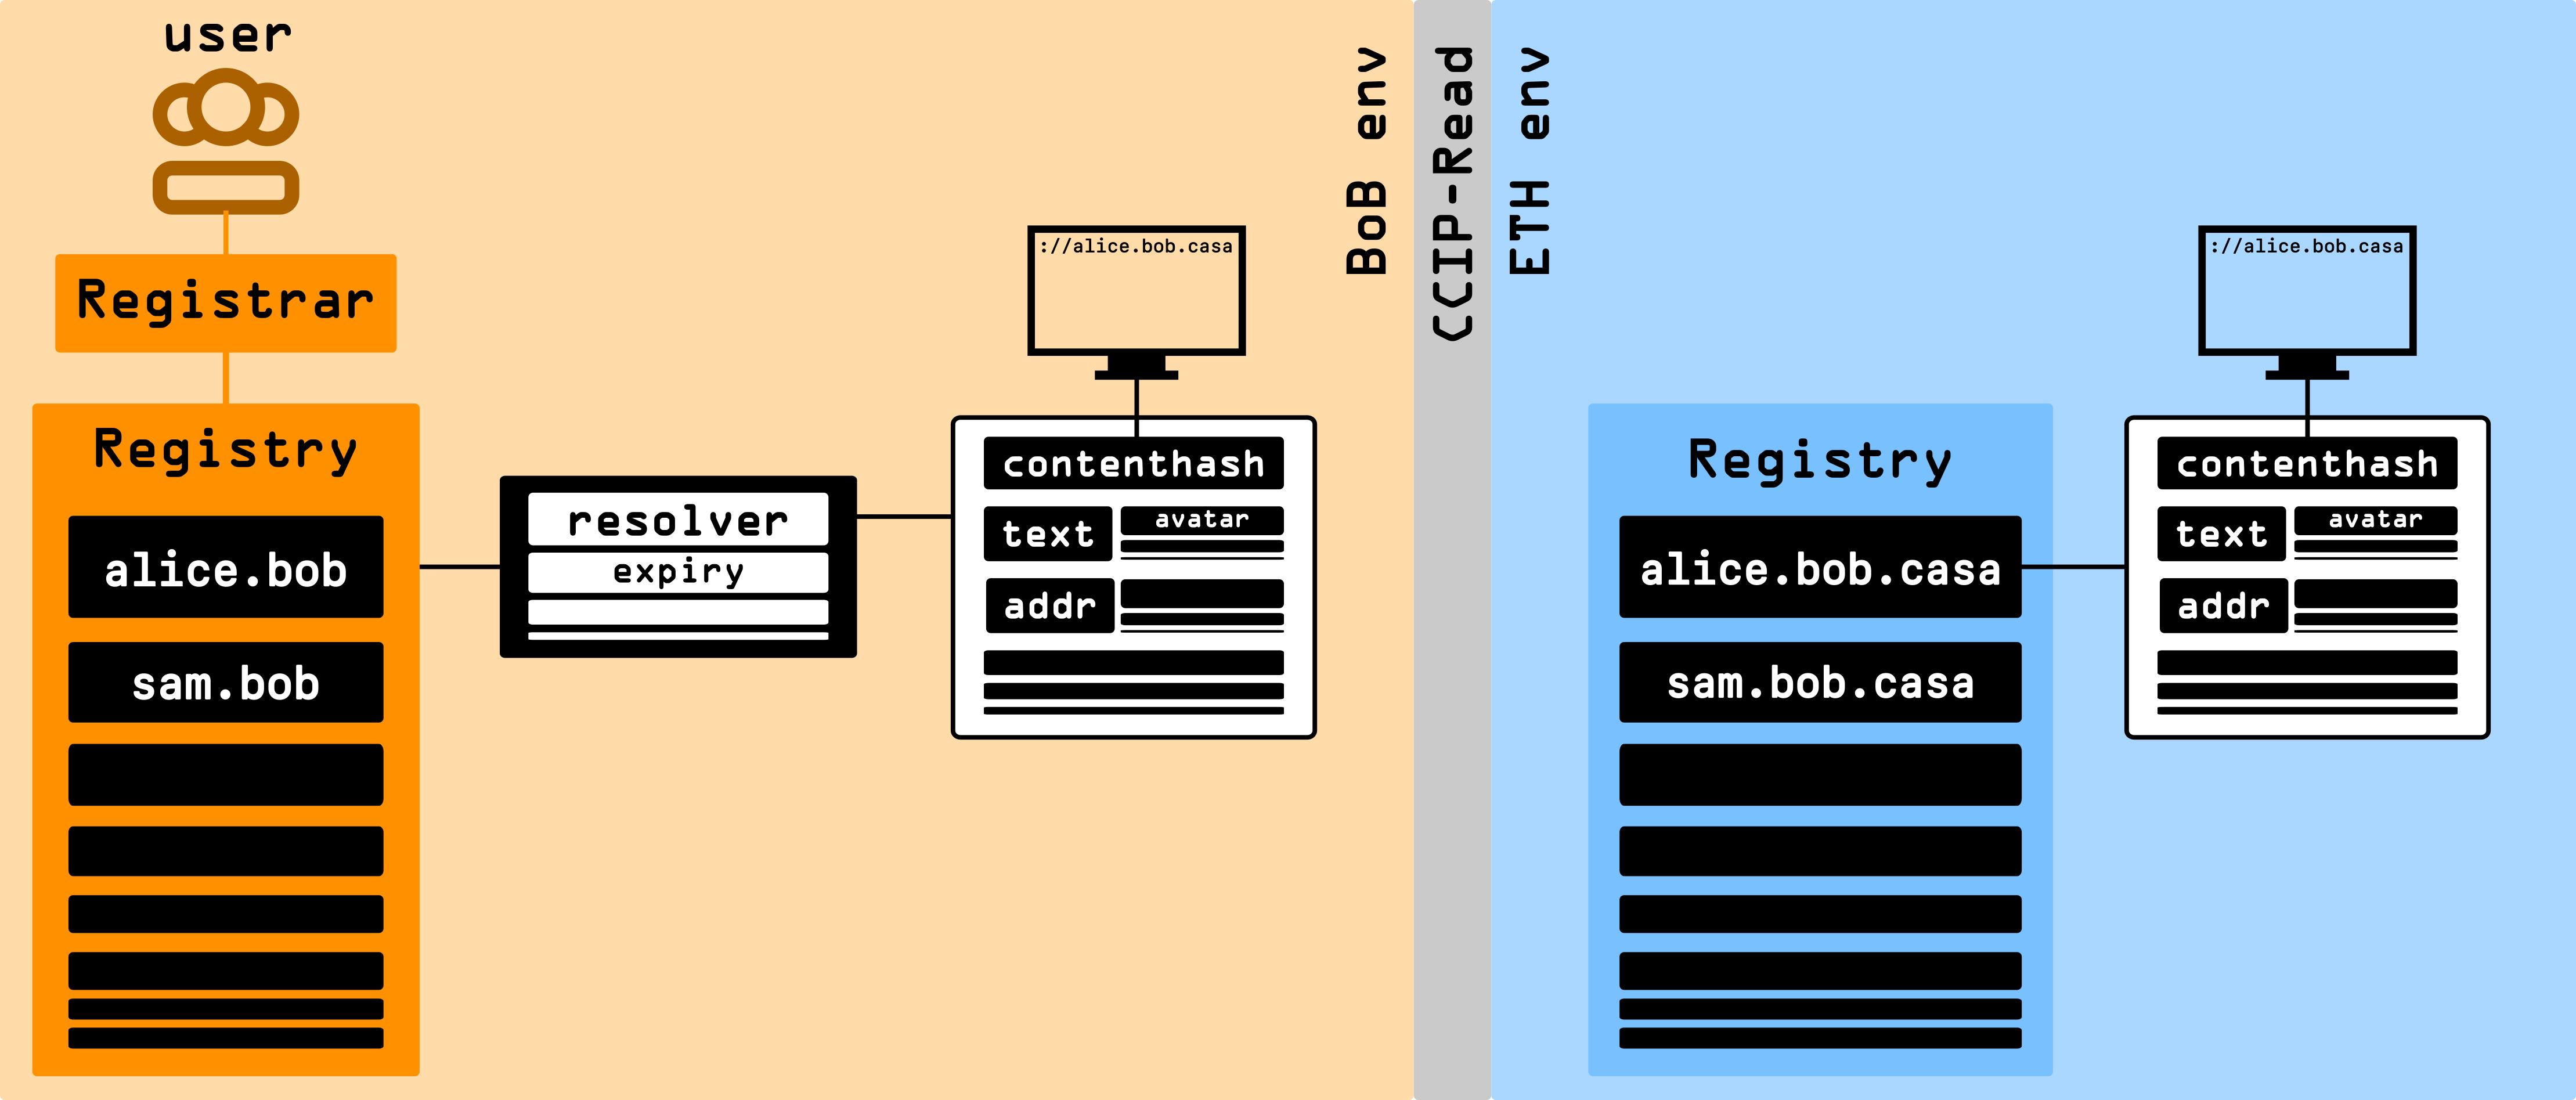 user
Registrar
Registry
alice.bob
sam.bob
resolver
expiry
://alice.bob.casa
contenthash
text
avatar
addr
BoB env
CCIP-Read
ETH env
Registry
alice.bob.casa
sam.bob.casa
://alice.bob.casa
contenthash
text
avatar
addr